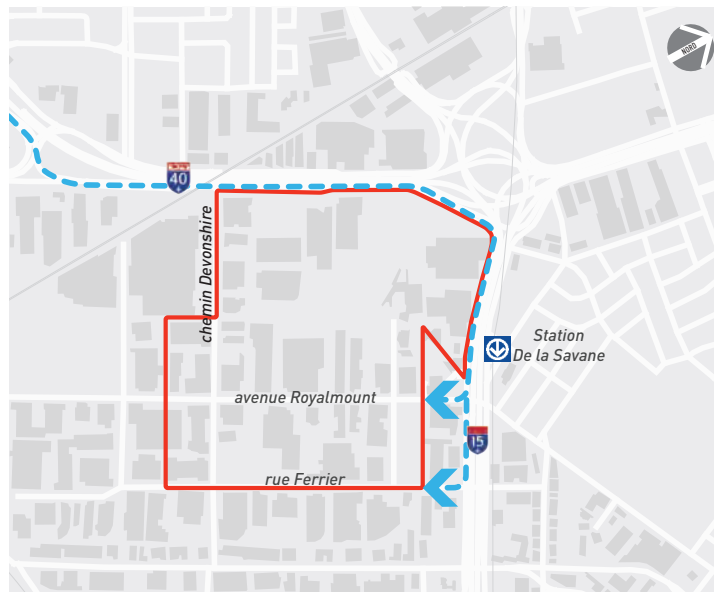 NORD
40
chemin Devonshire
Station
De la Savane
avenue Royalmount
15
rue Ferrier